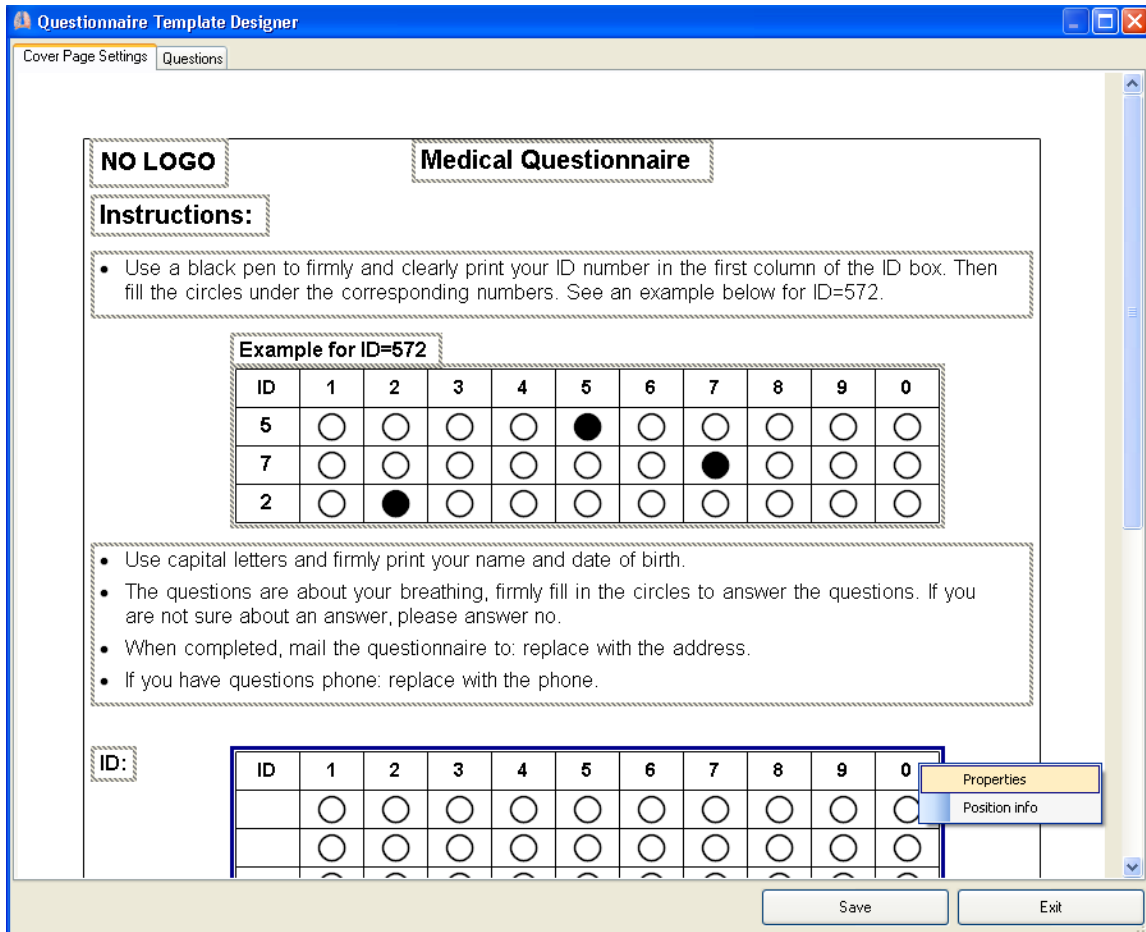 Questionnaire Template Designer
Cover Page Settings Questions
NO LOGO
Medical Questionnaire
Instructions:
• Use a black pen to firmly and clearly print your ID number in the first column of the ID box. Then
fill the circles under the corresponding numbers. See an example below for ID=572.
Example for ID=572
ID 1 2 3 4 5 6 7 8 9 0
5
7
2
• Use capital letters and firmly print your name and date of birth.
• The questions are about your breathing, firmly fill in the circles to answer the questions. If you
are not sure about an answer, please answer no.
• When completed, mail the questionnaire to: replace with the address.
• If you have questions phone: replace with the phone.
ID:
ID 1 2 3 4 5 6 7 8 9 0
Properties
Position info
Save Exit